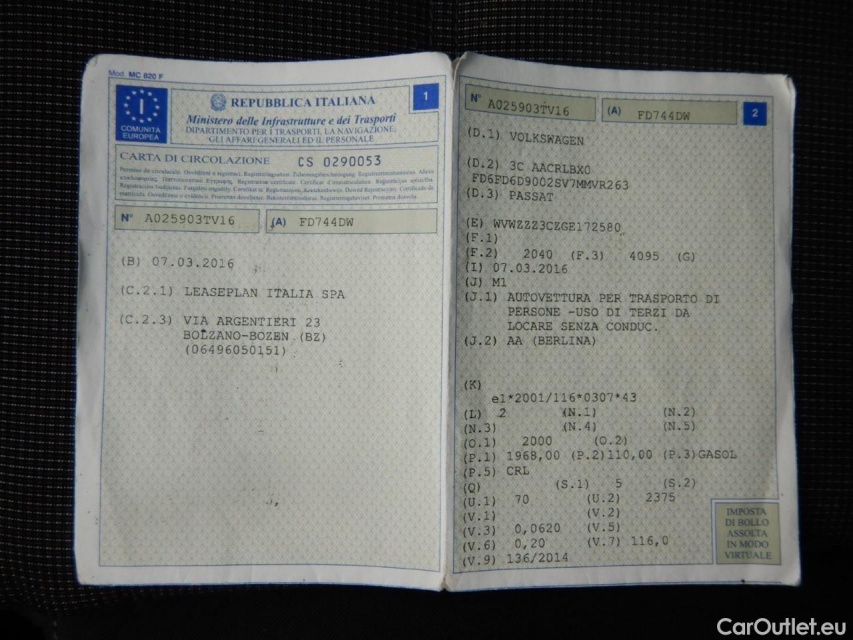 Mod. MC 820 F
I
COMUNITÀ
EUROPEA
REPUBBLICA ITALIANA
1
Ministero delle Infrastrutture e dei Trasporti
DIPARTIMENTO PER I TRASPORTI, LA NAVIGAZIONE,
GLI AFFARI GENERALI ED IL PERSONALE
CARTA DI CIRCOLAZIONE CS 0290053
N° A025903TV16 (A) FD744DW
(B) 07.03.2016
(C.2.1) LEASEPLAN ITALIA SPA
(C.2.3) VIA ARGENTIERI 23
BOLZANO-BOZEN (BZ)
(06496050151)
N° A025903TV16 (A) FD744DW 2
(D.1) VOLKSWAGEN
(D.2) 3C AACRLBX0
FD6FD6D9002SV7MMVR263
(D.3) PASSAT
(E) WVWZZZ3CZGE172580
(F.1)
(F.2) 2040 (F.3) 4095 (G)
(I) 07.03.2016
(J) M1
(J.1) AUTOVETTURA PER TRASPORTO DI
PERSONE -USO DI TERZI DA
LOCARE SENZA CONDUC.
(J.2) AA (BERLINA)
(K)
e1*2001/116*0307*43
(L) 2 (N.1) (N.2)
(N.3) (N.4) (N.5)
(O.1) 2000 (O.2)
(P.1) 1968,00 (P.2)110,00 (P.3)GASOL
(P.5) CRL
(Q) (S.1) 5 (S.2)
(U.1) 70 (U.2) 2375
(V.1) (V.2)
(V.3) 0,0620 (V.5)
(V.6) 0,20 (V.7) 116,0
(V.9) 136/2014
IMPOSTA
DI BOLLO
ASSOLTA
IN MODO
VIRTUALE
CarOutlet.eu